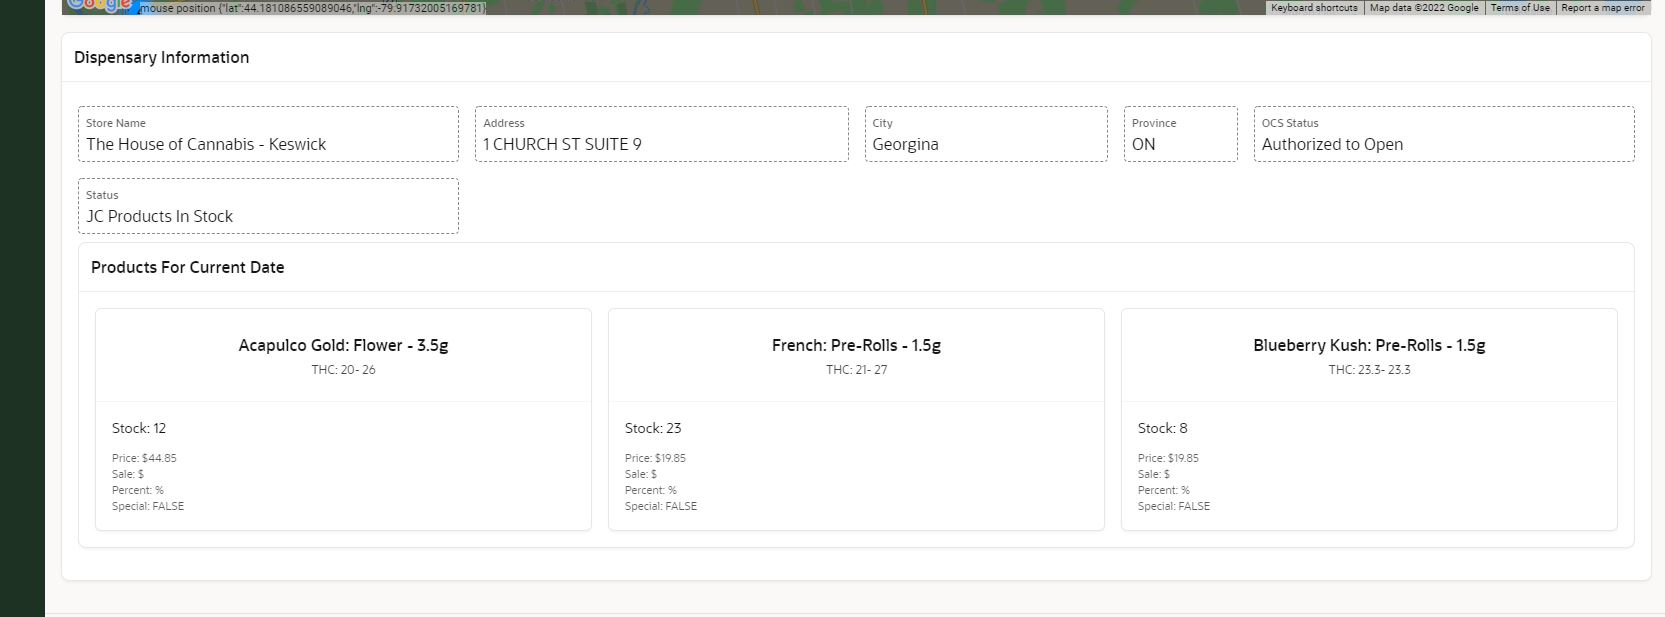 Google
mouse position {"lat":44.181086559089046,"lng":-79.91732005169781}
Keyboard shortcuts
Map data ©2022 Google
Terms of Use
Report a map error
Dispensary Information
Store Name
The House of Cannabis - Keswick
Address
1 CHURCH ST SUITE 9
City
Georgina
Province
ON
OCS Status
Authorized to Open
Status
JC Products In Stock
Products For Current Date
Acapulco Gold: Flower - 3.5g
THC: 20- 26
Stock: 12
Price: $44.85
Sale: $
Percent: %
Special: FALSE
French: Pre-Rolls - 1.5g
THC: 21- 27
Stock: 23
Price: $19.85
Sale: $
Percent: %
Special: FALSE
Blueberry Kush: Pre-Rolls - 1.5g
THC: 23.3- 23.3
Stock: 8
Price: $19.85
Sale: $
Percent: %
Special: FALSE